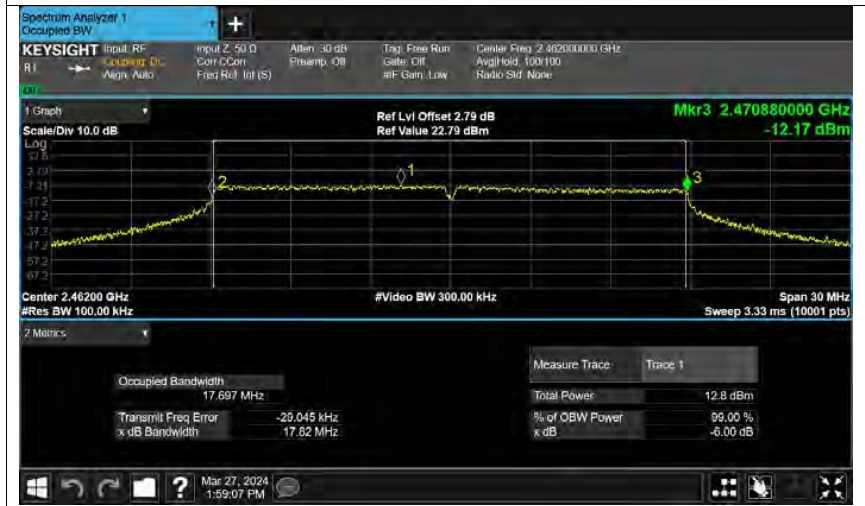 Spectrum Analyzer 1
Occupied BW
+
KEYSIGHT Input: RF Input Z: 50 Ω Atten: 30 dB Trig: Free Run Center Freq: 2.462000000 GHz
Coupling: DC Corr CCorr Preamp: Off Gate: Off Avg|Hold: 100/100
Align: Auto Freq Ref: Int (S) #IF Gain: Low Radio Std: None
1 Graph
Ref Lvl Offset 2.79 dB Mkr3 2.470880000 GHz
Scale/Div 10.0 dB Ref Value 22.79 dBm -12.17 dBm
Log
1
2.79
2 3
-7.21
-17.2
-27.2
-37.2
-47.2
-57.2
-67.2
Center 2.46200 GHz #Video BW 300.00 kHz Span 30 MHz
#Res BW 100.00 kHz Sweep 3.33 ms (10001 pts)
2 Metrics
Measure Trace Trace 1
Occupied Bandwidth
17.697 MHz Total Power 12.8 dBm
Transmit Freq Error -29.045 kHz % of OBW Power 99.00 %
x dB Bandwidth 17.82 MHz x dB -6.00 dB
? Mar 27, 2024
1:59:07 PM